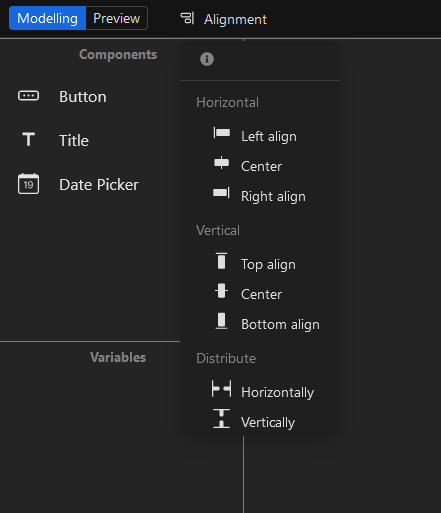 Modelling Preview Alignment
Components
Button
Title
19
Date Picker
Variables
Horizontal
Left align
Center
Right align
Vertical
Top align
Center
Bottom align
Distribute
Horizontally
Vertically